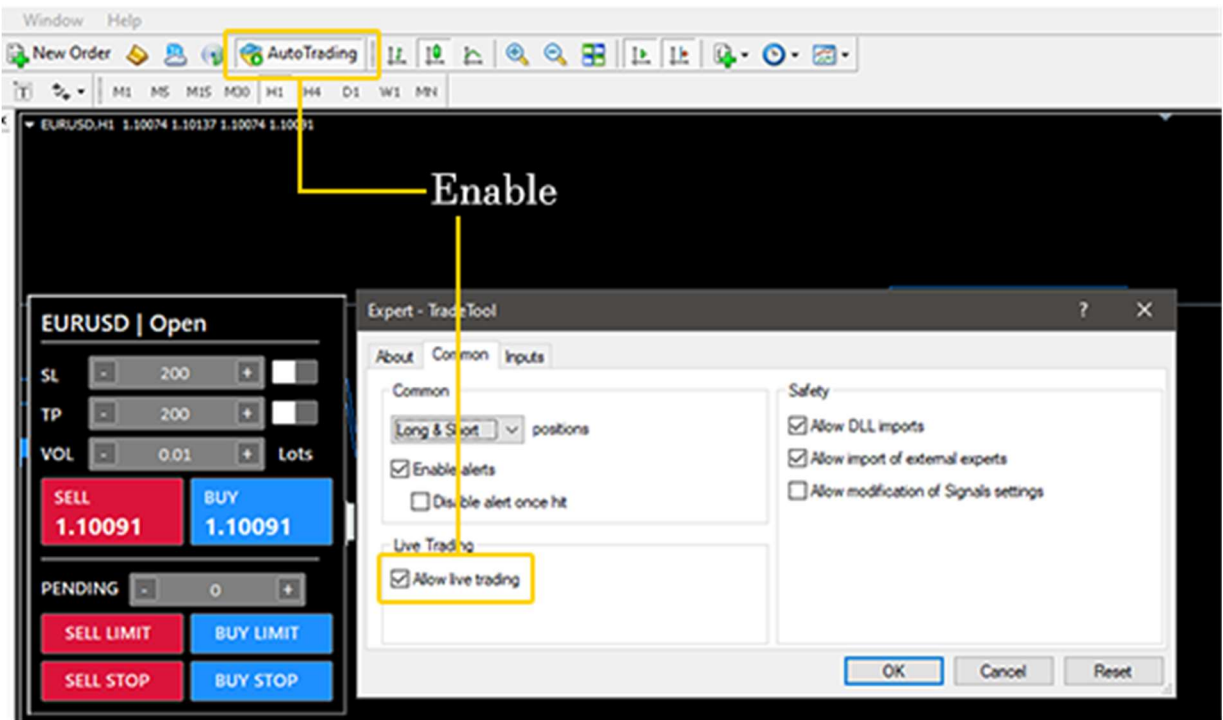 Window Help
New Order AutoTrading
T M1 M5 M15 M30 H1 H4 D1 W1 MN
EURUSD,H1 1.10074 1.10137 1.10074 1.10091
Enable
EURUSD | Open
SL - 200 +
TP - 200 +
VOL - 0.01 + Lots
SELL BUY
1.10091 1.10091
PENDING - 0 +
SELL LIMIT BUY LIMIT
SELL STOP BUY STOP
Expert - TradeTool ? X
About Common Inputs
Common
Long & Short positions
Enable alerts
Disable alert once hit
Live Trading
Allow live trading
Safety
Allow DLL imports
Allow import of external experts
Allow modification of Signals settings
OK Cancel Reset